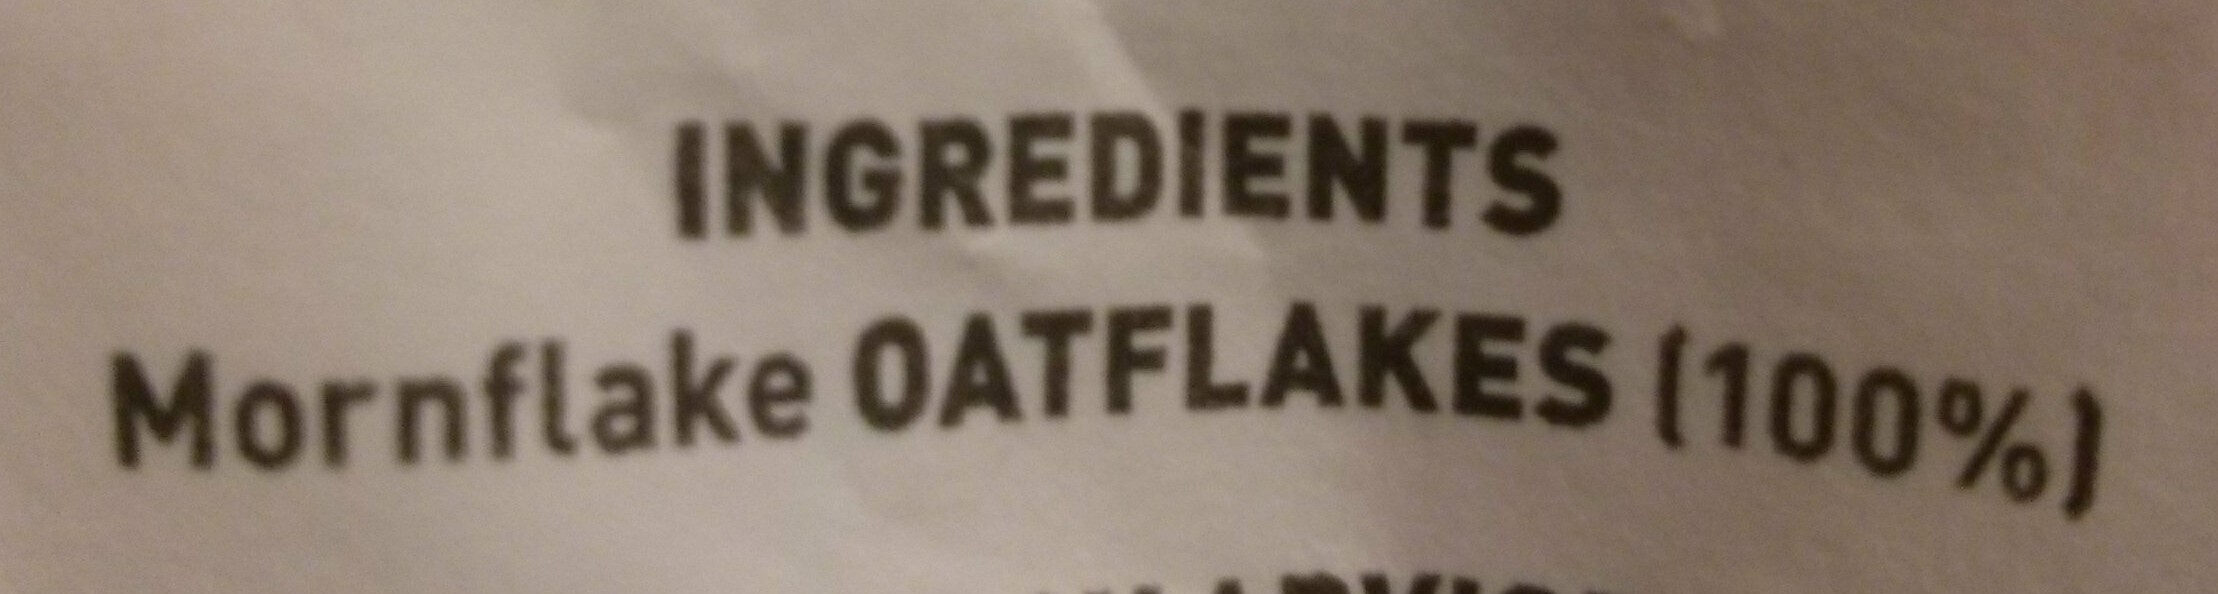 INGREDIENTS
Mornflake OATFLAKES (100%)